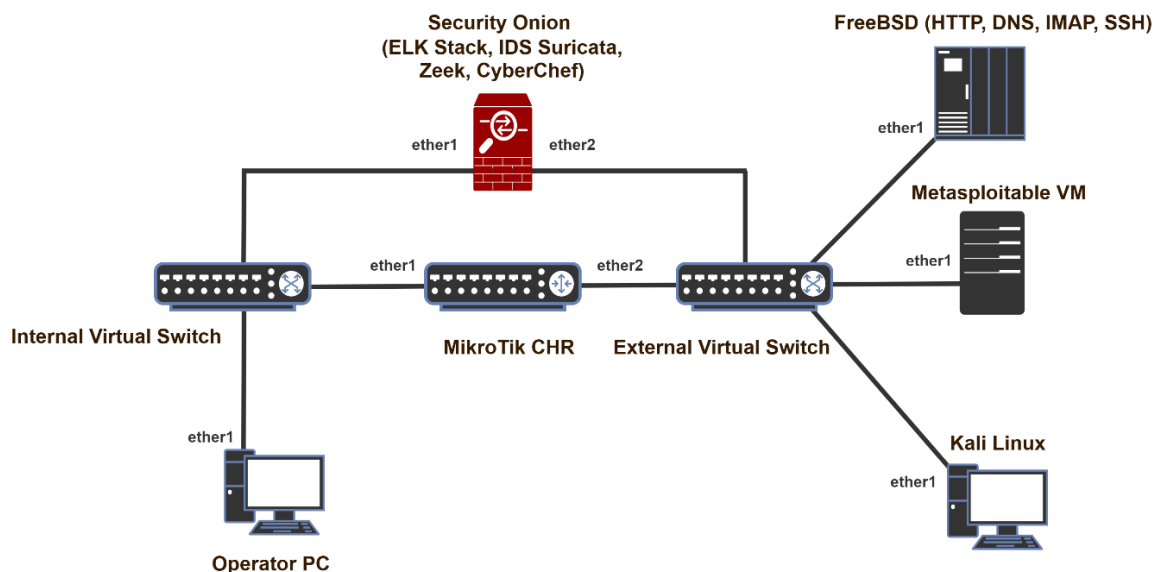 Security Onion
(ELK Stack, IDS Suricata,
Zeek, CyberChef)
FreeBSD (HTTP, DNS, IMAP, SSH)
ether1
ether2
ether1
Metasploitable VM
ether1
ether2
ether1
Internal Virtual Switch
MikroTik CHR
External Virtual Switch
ether1
Kali Linux
ether1
Operator PC